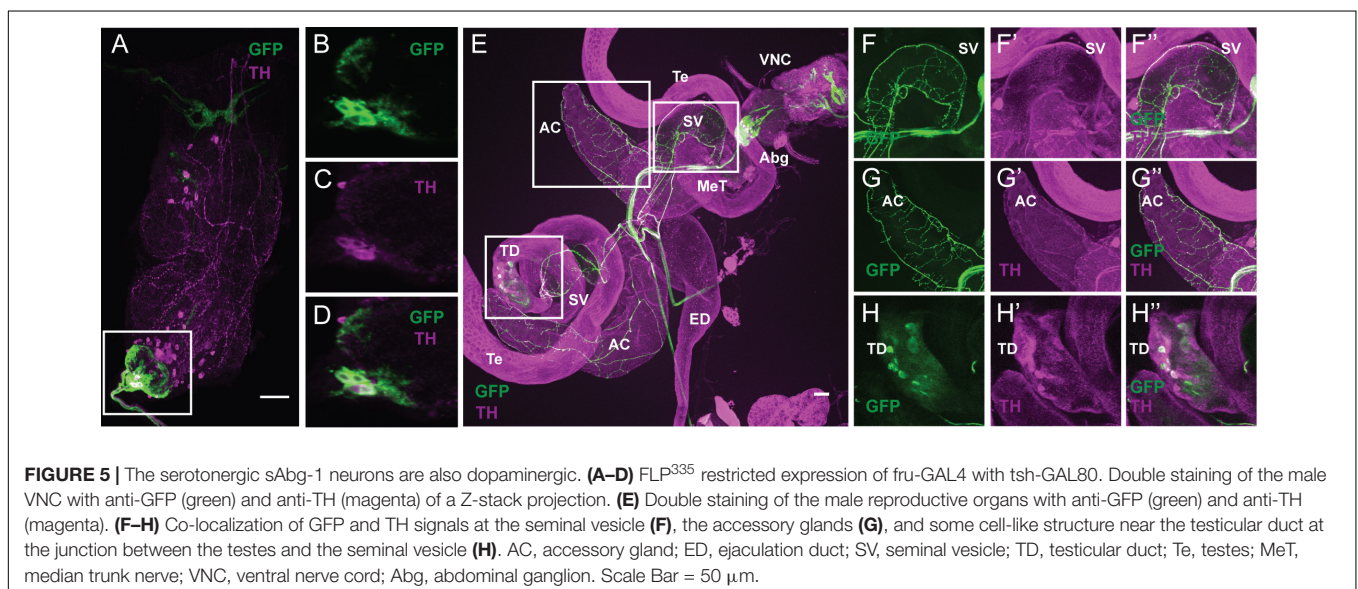 A
GFP
TH
B
GFP
C
TH
D
GFP
TH
E
VNC
Te
AC
SV
Abg
MeT
TD
SV
ED
AC
Te
GFP
TH
F
SV
GFP
F'
SV
F''
SV
GFP
TH
G
AC
GFP
G'
AC
TH
G''
AC
GFP
TH
H
TD
GFP
H'
TD
TH
H''
TD
GFP
TH
FIGURE 5 | The serotonergic sAbg-1 neurons are also dopaminergic. (A–D) FLP³³⁵ restricted expression of fru-GAL4 with tsh-GAL80. Double staining of the male
VNC with anti-GFP (green) and anti-TH (magenta) of a Z-stack projection. (E) Double staining of the male reproductive organs with anti-GFP (green) and anti-TH
(magenta). (F–H) Co-localization of GFP and TH signals at the seminal vesicle (F), the accessory glands (G), and some cell-like structure near the testicular duct at
the junction between the testes and the seminal vesicle (H). AC, accessory gland; ED, ejaculation duct; SV, seminal vesicle; TD, testicular duct; Te, testes; MeT,
median trunk nerve; VNC, ventral nerve cord; Abg, abdominal ganglion. Scale Bar = 50 μm.